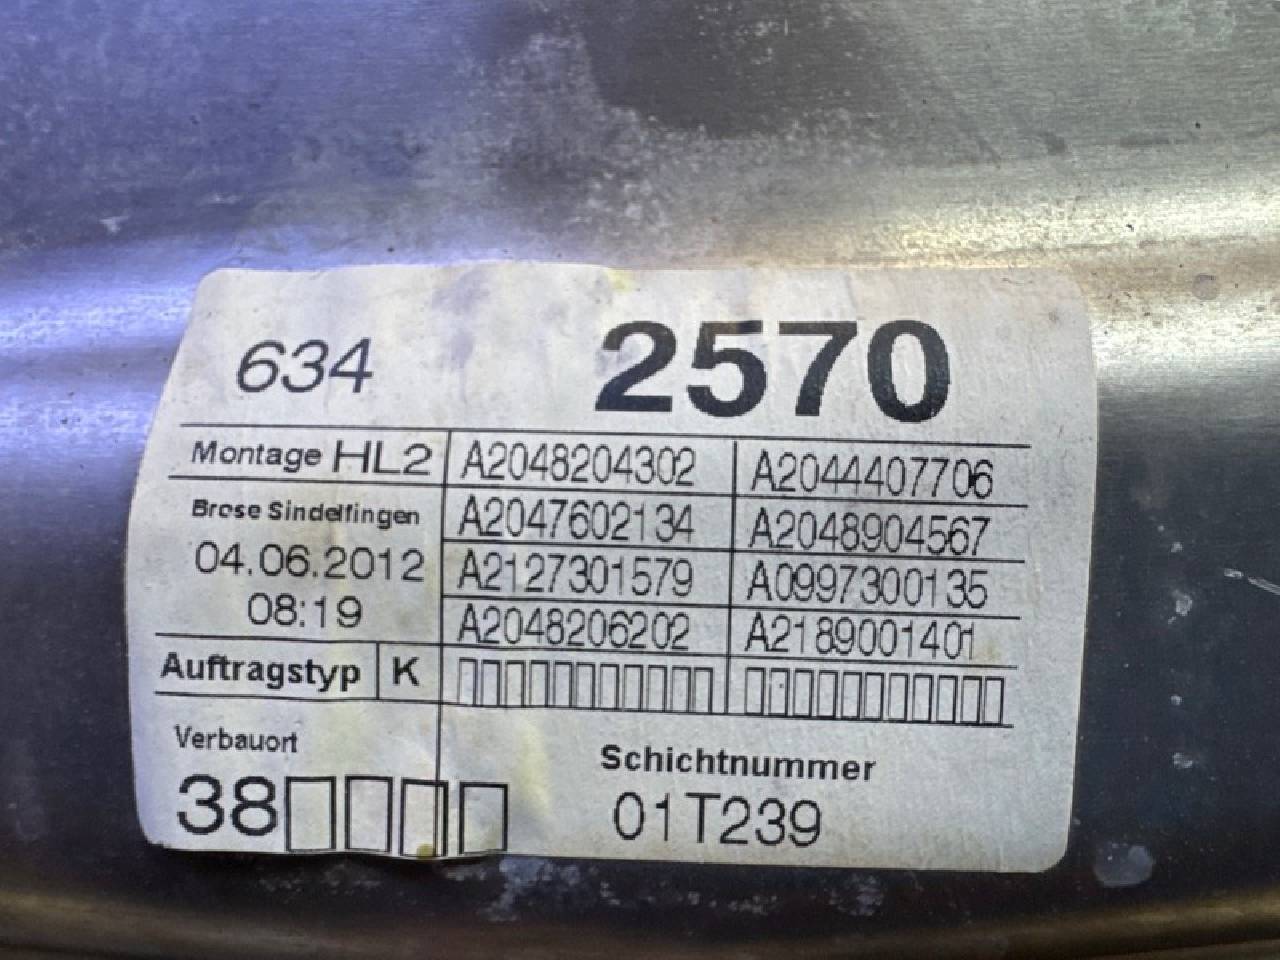 634 2570
Montage HL2 A2048204302 A2044407706
Brose Sindelfingen A2047602134 A2048904567
04.06.2012 A2127301579 A0997300135
08:19 A2048206202 A2189001401
Auftragstyp K
Verbauort Schichtnummer
38 01T239